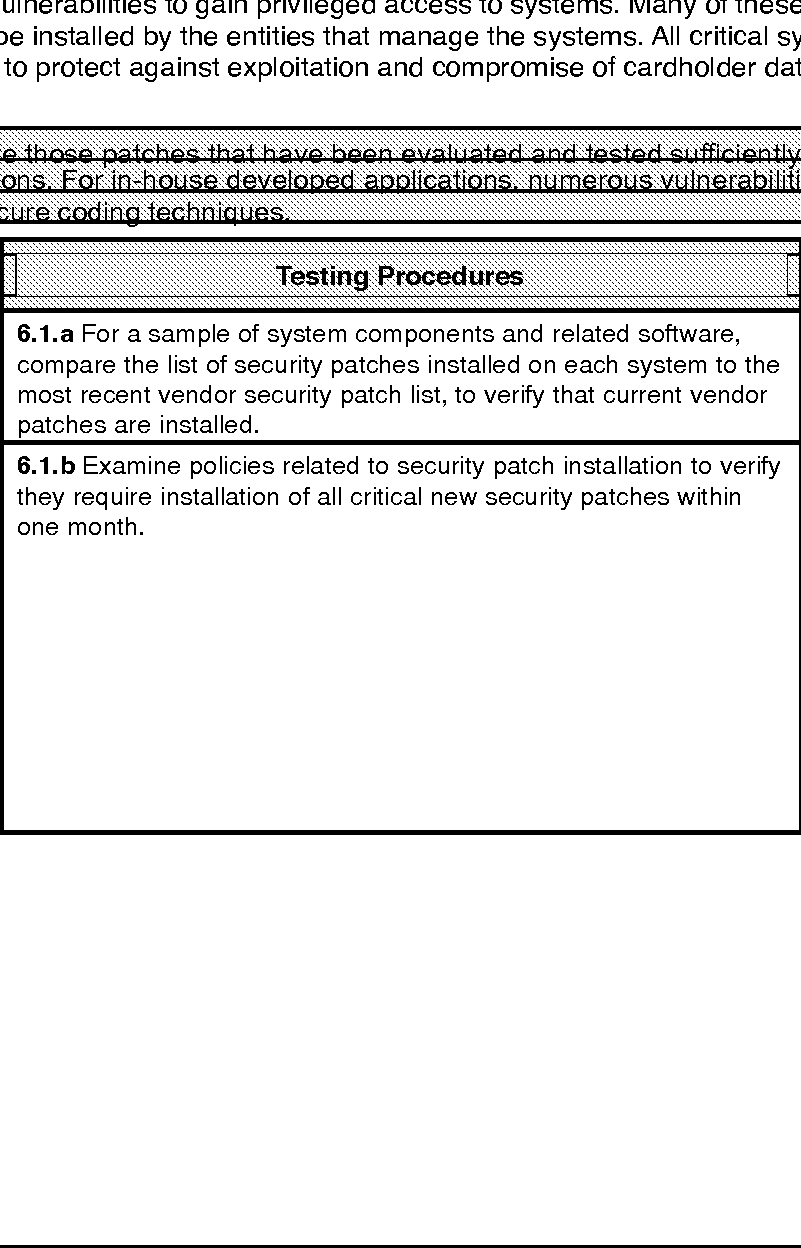 ulnerabilities to gain privileged access to systems. Many of these
be installed by the entities that manage the systems. All critical sy
to protect against exploitation and compromise of cardholder dat
e those patches that have been evaluated and tested sufficiently
ons. For in-house developed applications, numerous vulnerabiliti
cure coding techniques.
Testing Procedures
6.1.a For a sample of system components and related software,
compare the list of security patches installed on each system to the
most recent vendor security patch list, to verify that current vendor
patches are installed.
6.1.b Examine policies related to security patch installation to verify
they require installation of all critical new security patches within
one month.